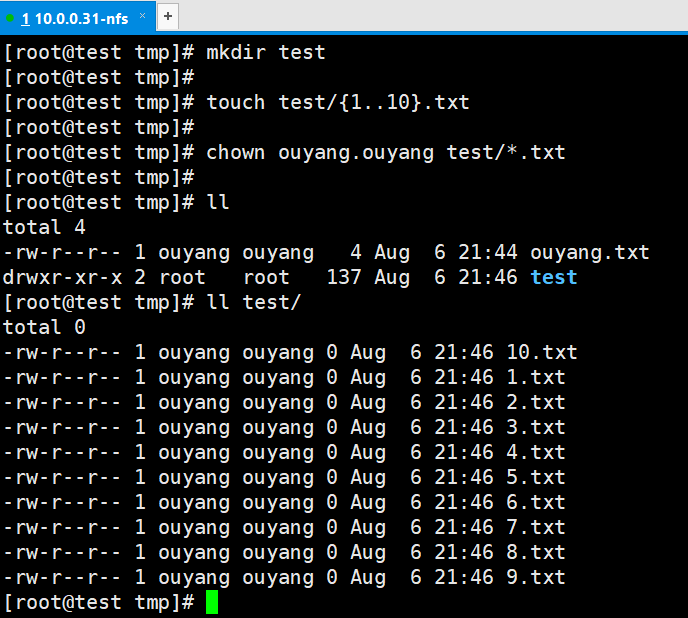 1 10.0.0.31-nfs × +
[root@test tmp]# mkdir test
[root@test tmp]#
[root@test tmp]# touch test/{1..10}.txt
[root@test tmp]#
[root@test tmp]# chown ouyang.ouyang test/*.txt
[root@test tmp]#
[root@test tmp]# ll
total 4
-rw-r--r-- 1 ouyang ouyang   4 Aug  6 21:44 ouyang.txt
drwxr-xr-x 2 root   root   137 Aug  6 21:46 test
[root@test tmp]# ll test/
total 0
-rw-r--r-- 1 ouyang ouyang 0 Aug  6 21:46 10.txt
-rw-r--r-- 1 ouyang ouyang 0 Aug  6 21:46 1.txt
-rw-r--r-- 1 ouyang ouyang 0 Aug  6 21:46 2.txt
-rw-r--r-- 1 ouyang ouyang 0 Aug  6 21:46 3.txt
-rw-r--r-- 1 ouyang ouyang 0 Aug  6 21:46 4.txt
-rw-r--r-- 1 ouyang ouyang 0 Aug  6 21:46 5.txt
-rw-r--r-- 1 ouyang ouyang 0 Aug  6 21:46 6.txt
-rw-r--r-- 1 ouyang ouyang 0 Aug  6 21:46 7.txt
-rw-r--r-- 1 ouyang ouyang 0 Aug  6 21:46 8.txt
-rw-r--r-- 1 ouyang ouyang 0 Aug  6 21:46 9.txt
[root@test tmp]#